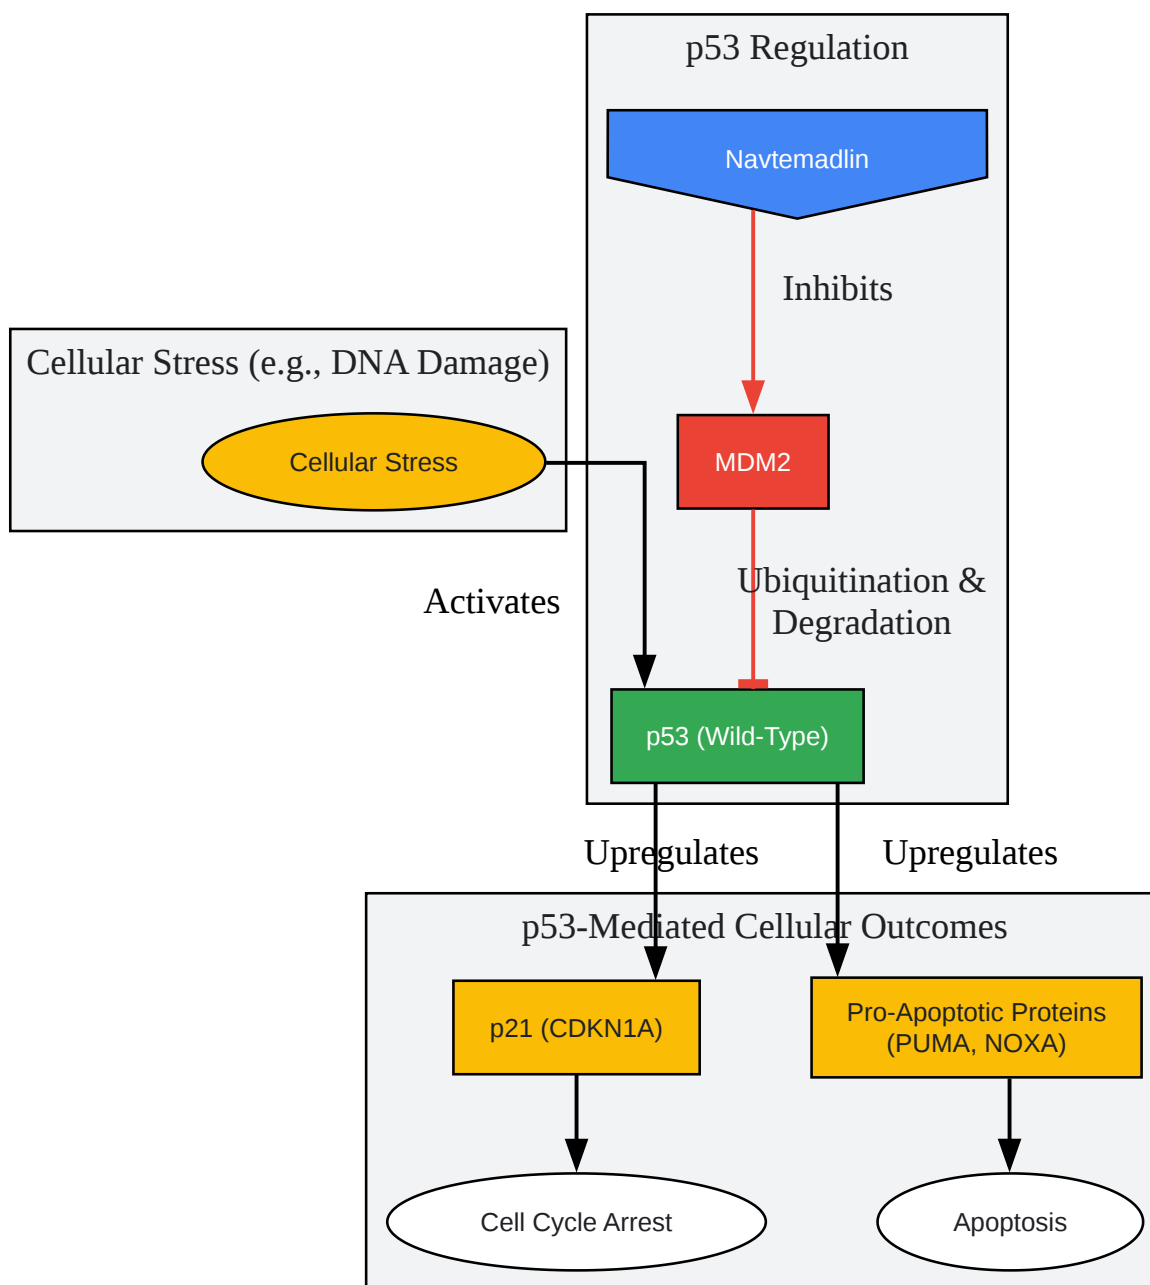 p53 Regulation
Navtemadlin
Inhibits
Cellular Stress (e.g., DNA Damage)
Cellular Stress
MDM2
Activates
Ubiquitination &
Degradation
p53 (Wild-Type)
Upregulates
Upregulates
p53-Mediated Cellular Outcomes
p21 (CDKN1A)
Pro-Apoptotic Proteins
(PUMA, NOXA)
Cell Cycle Arrest
Apoptosis